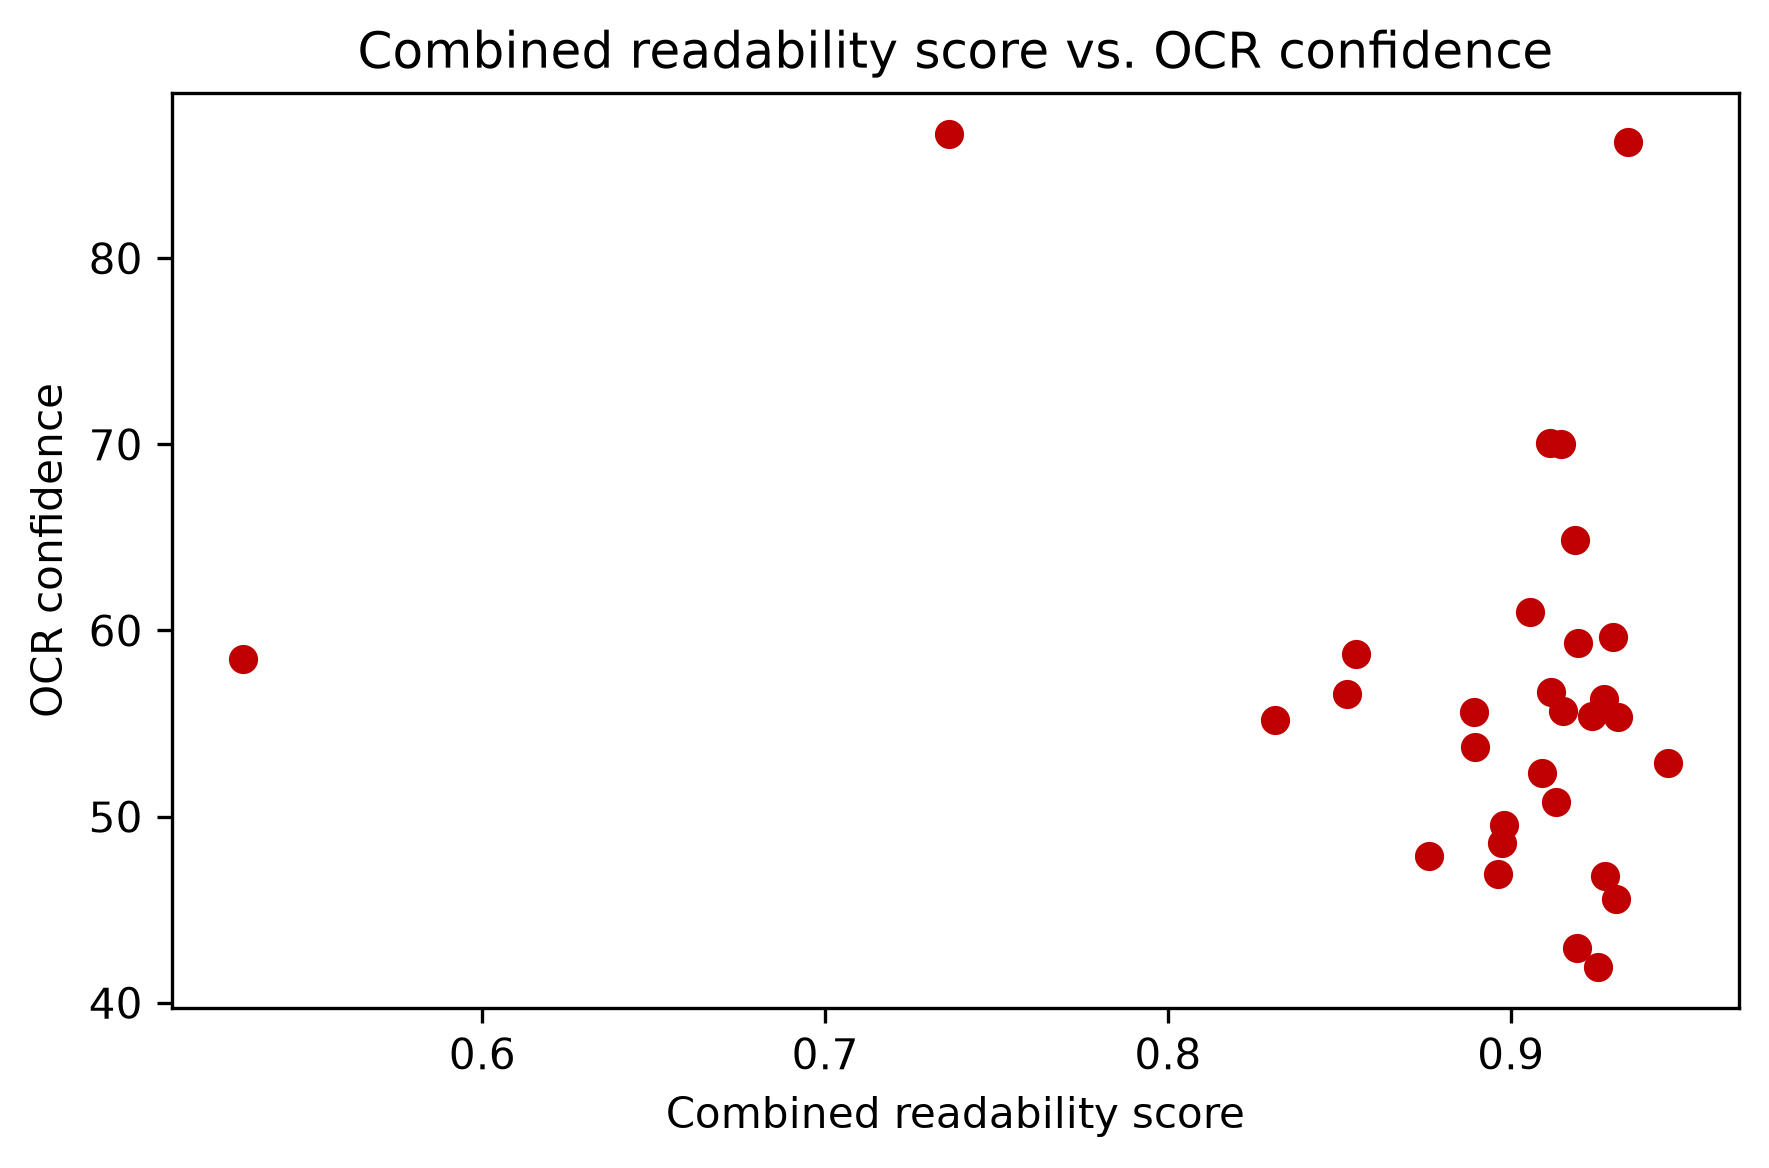 Combined readability score vs. OCR confidence
OCR confidence
80
70
60
50
40
0.6 0.7 0.8 0.9
Combined readability score